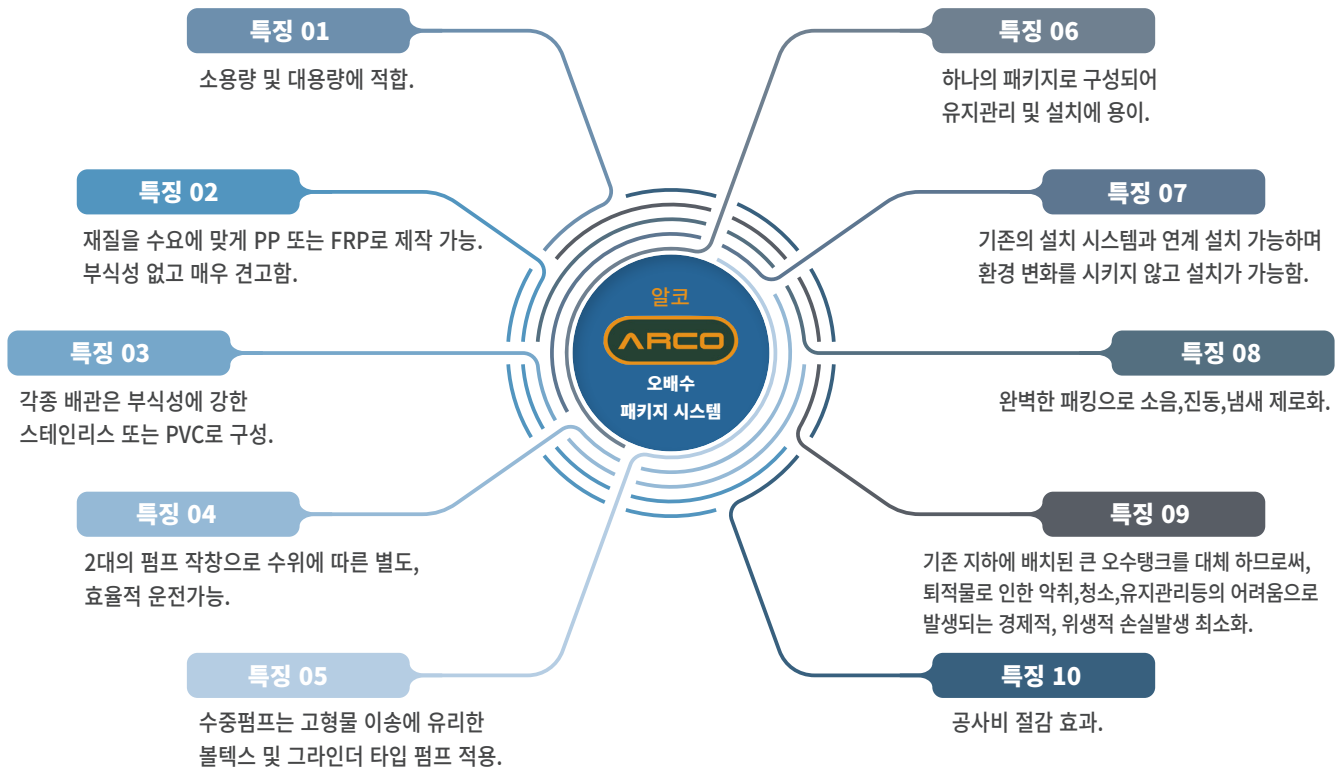 특징 01
소용량 및 대용량에 적합.
특징 02
재질을 수요에 맞게 PP 또는 FRP로 제작 가능.
부식성 없고 매우 견고함.
특징 03
각종 배관은 부식성에 강한
스테인리스 또는 PVC로 구성.
특징 04
2대의 펌프 작창으로 수위에 따른 별도,
효율적 운전가능.
특징 05
수중펌프는 고형물 이송에 유리한
볼텍스 및 그라인더 타입 펌프 적용.
알코
ARCO
오배수
패키지 시스템
특징 06
하나의 패키지로 구성되어
유지관리 및 설치에 용이.
특징 07
기존의 설치 시스템과 연계 설치 가능하며
환경 변화를 시키지 않고 설치가 가능함.
특징 08
완벽한 패킹으로 소음,진동,냄새 제로화.
특징 09
기존 지하에 배치된 큰 오수탱크를 대체 하므로써,
퇴적물로 인한 악취,청소,유지관리등의 어려움으로
발생되는 경제적, 위생적 손실발생 최소화.
특징 10
공사비 절감 효과.